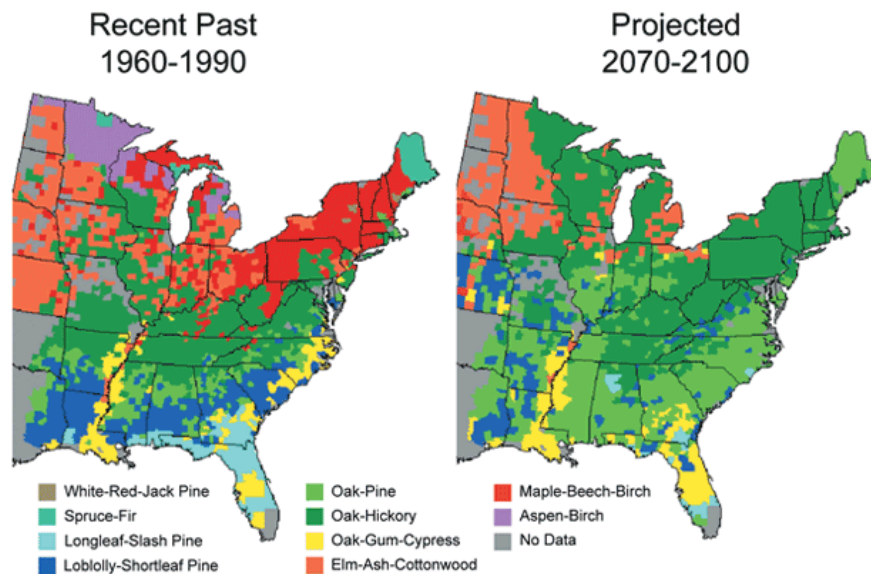 Recent Past
1960-1990
Projected
2070-2100
White-Red-Jack Pine
Spruce-Fir
Longleaf-Slash Pine
Loblolly-Shortleaf Pine
Oak-Pine
Oak-Hickory
Oak-Gum-Cypress
Elm-Ash-Cottonwood
Maple-Beech-Birch
Aspen-Birch
No Data